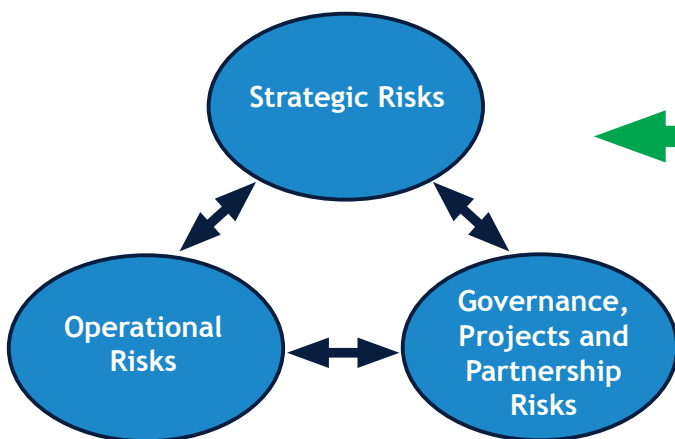 Strategic Risks
Operational
Risks
Governance,
Projects and
Partnership
Risks